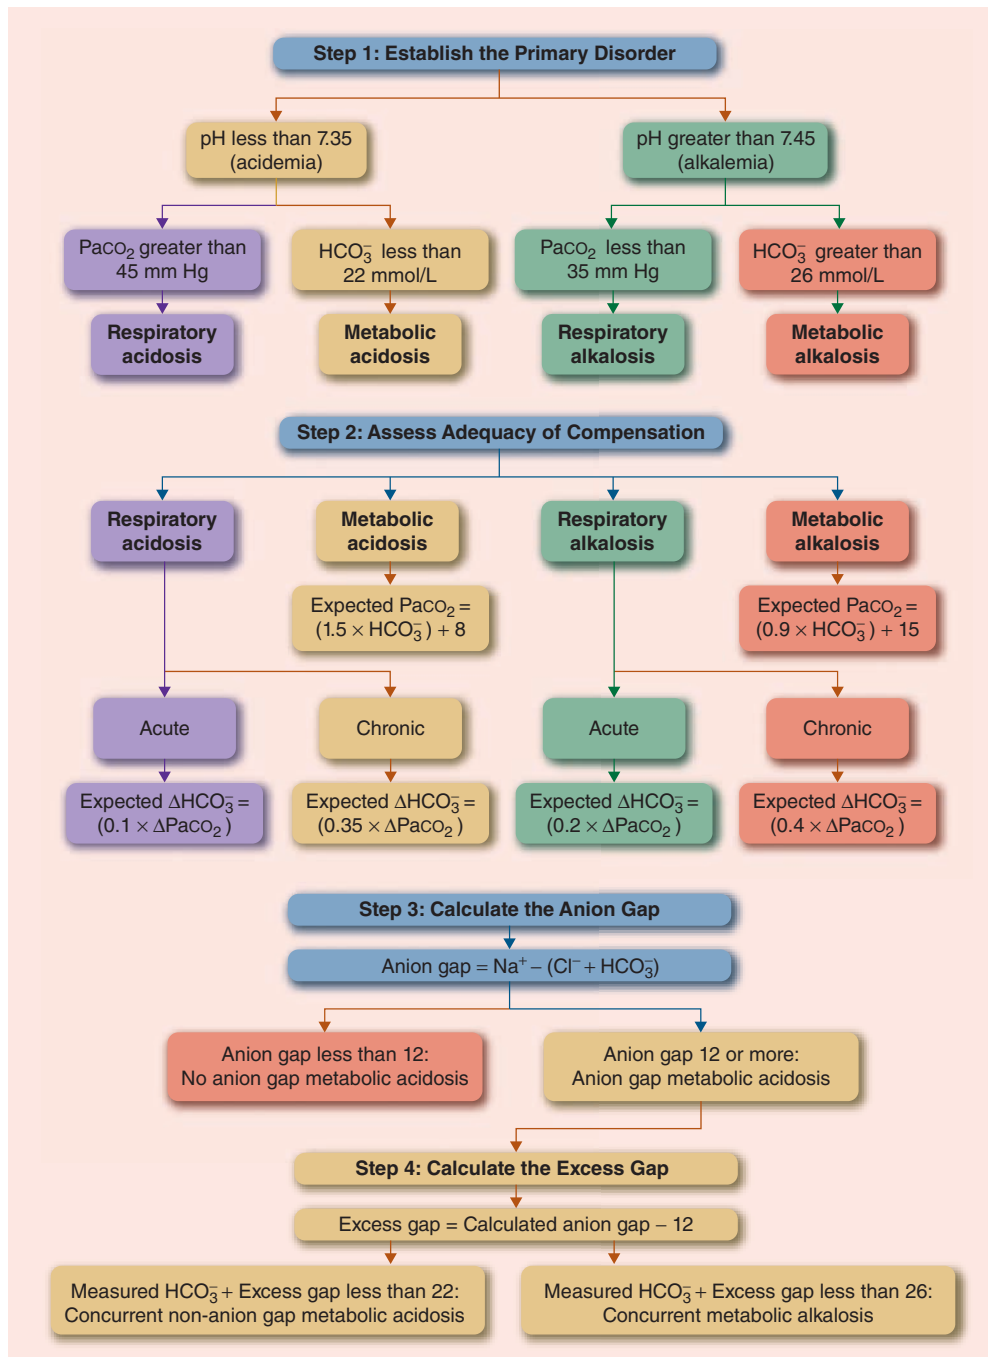 Step 1: Establish the Primary Disorder
pH less than 7.35
(acidemia)
pH greater than 7.45
(alkalemia)
PaCO₂ greater than
45 mm Hg
HCO₃⁻ less than
22 mmol/L
PaCO₂ less than
35 mm Hg
HCO₃⁻ greater than
26 mmol/L
Respiratory
acidosis
Metabolic
acidosis
Respiratory
alkalosis
Metabolic
alkalosis
Step 2: Assess Adequacy of Compensation
Respiratory
acidosis
Metabolic
acidosis
Respiratory
alkalosis
Metabolic
alkalosis
Expected PaCO₂ =
(1.5 × HCO₃⁻) + 8
Expected PaCO₂ =
(0.9 × HCO₃⁻) + 15
Acute
Chronic
Acute
Chronic
Expected ΔHCO₃⁻ =
(0.1 × ΔPaCO₂)
Expected ΔHCO₃⁻ =
(0.35 × ΔPaCO₂)
Expected ΔHCO₃⁻ =
(0.2 × ΔPaCO₂)
Expected ΔHCO₃⁻ =
(0.4 × ΔPaCO₂)
Step 3: Calculate the Anion Gap
Anion gap = Na⁺ – (Cl⁻ + HCO₃⁻)
Anion gap less than 12:
No anion gap metabolic acidosis
Anion gap 12 or more:
Anion gap metabolic acidosis
Step 4: Calculate the Excess Gap
Excess gap = Calculated anion gap – 12
Measured HCO₃⁻ + Excess gap less than 22:
Concurrent non-anion gap metabolic acidosis
Measured HCO₃⁻ + Excess gap less than 26:
Concurrent metabolic alkalosis